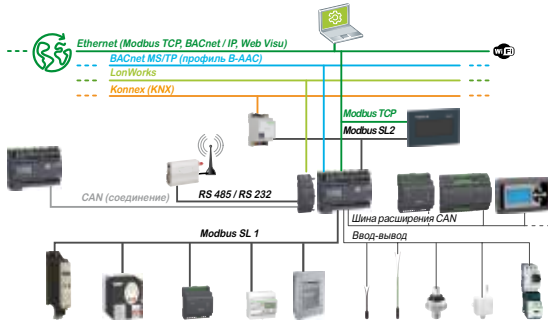 Ethernet (Modbus TCP, BACnet / IP, Web Visu)
WiFi
BACnet MS/TP (профиль B-AAC)
LonWorks
Konnex (KNX)
Modbus TCP
Modbus SL2
CAN (соединение)
RS 485 / RS 232
Шина расширения CAN
Modbus SL 1
Ввод-вывод